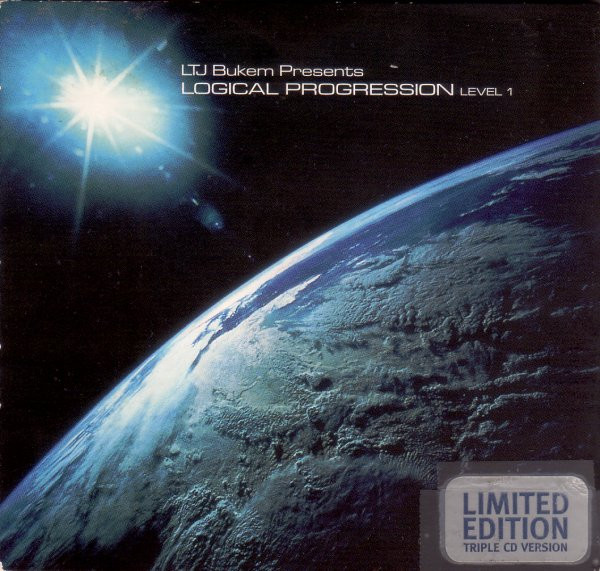 LTJ Bukem Presents
LOGICAL PROGRESSION LEVEL 1
LIMITED
EDITION
TRIPLE CD VERSION